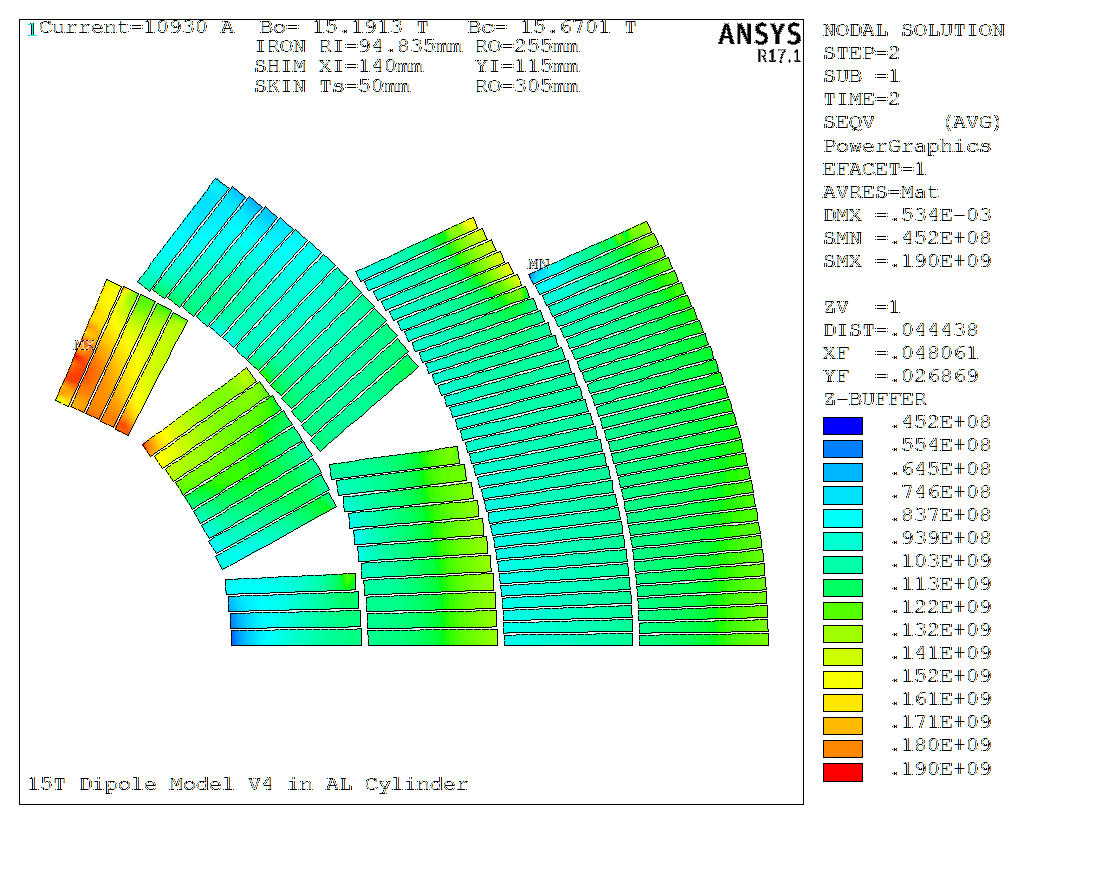 1Current=10930 A  Bo= 15.1913 T   Bc= 15.6701 T
IRON RI=94.835mm RO=255mm
SHIM XI=140mm    YI=115mm
SKIN Ts=50mm     RO=305mm
ANSYS
R17.1
NODAL SOLUTION
STEP=2
SUB =1
TIME=2
SEQV     (AVG)
PowerGraphics
EFACET=1
AVRES=Mat
DMX =.534E-03
SMN =.452E+08
SMX =.190E+09
ZV  =1
DIST=.044438
XF  =.048061
YF  =.026869
Z-BUFFER
.452E+08
.554E+08
.645E+08
.746E+08
.837E+08
.939E+08
.103E+09
.113E+09
.122E+09
.132E+09
.141E+09
.152E+09
.161E+09
.171E+09
.180E+09
.190E+09
MN
15T Dipole Model V4 in AL Cylinder